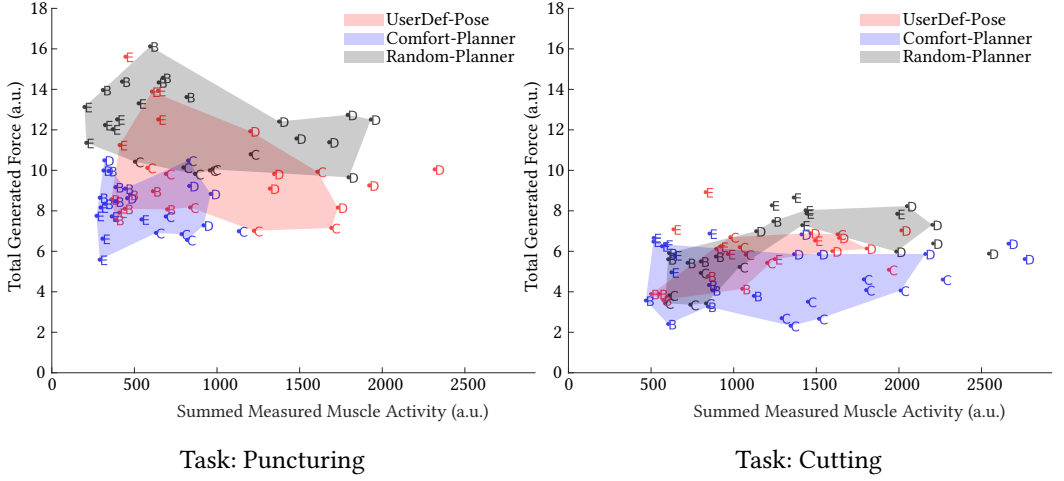 18
16
14
12
10
8
6
4
2
0
Total Generated Force (a.u.)
UserDef-Pose
Comfort-Planner
Random-Planner
0 500 1000 1500 2000 2500
Summed Measured Muscle Activity (a.u.)
Task: Puncturing
18
16
14
12
10
8
6
4
2
0
Total Generated Force (a.u.)
UserDef-Pose
Comfort-Planner
Random-Planner
0 500 1000 1500 2000 2500
Summed Measured Muscle Activity (a.u.)
Task: Cutting